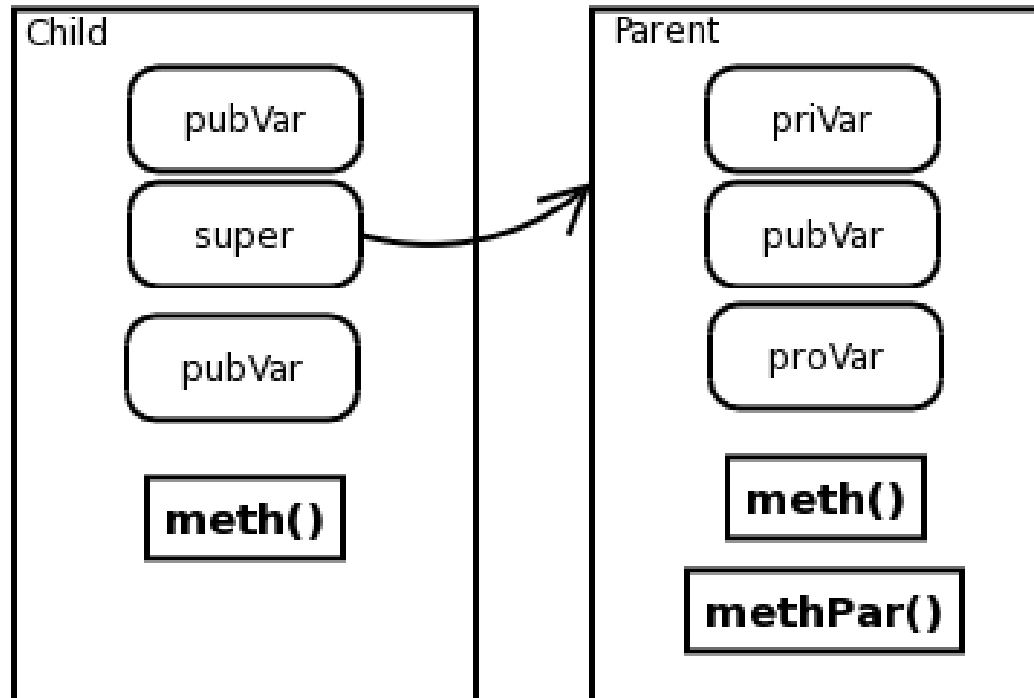 Child
pubVar
super
pubVar
meth()
Parent
priVar
pubVar
proVar
meth()
methPar()